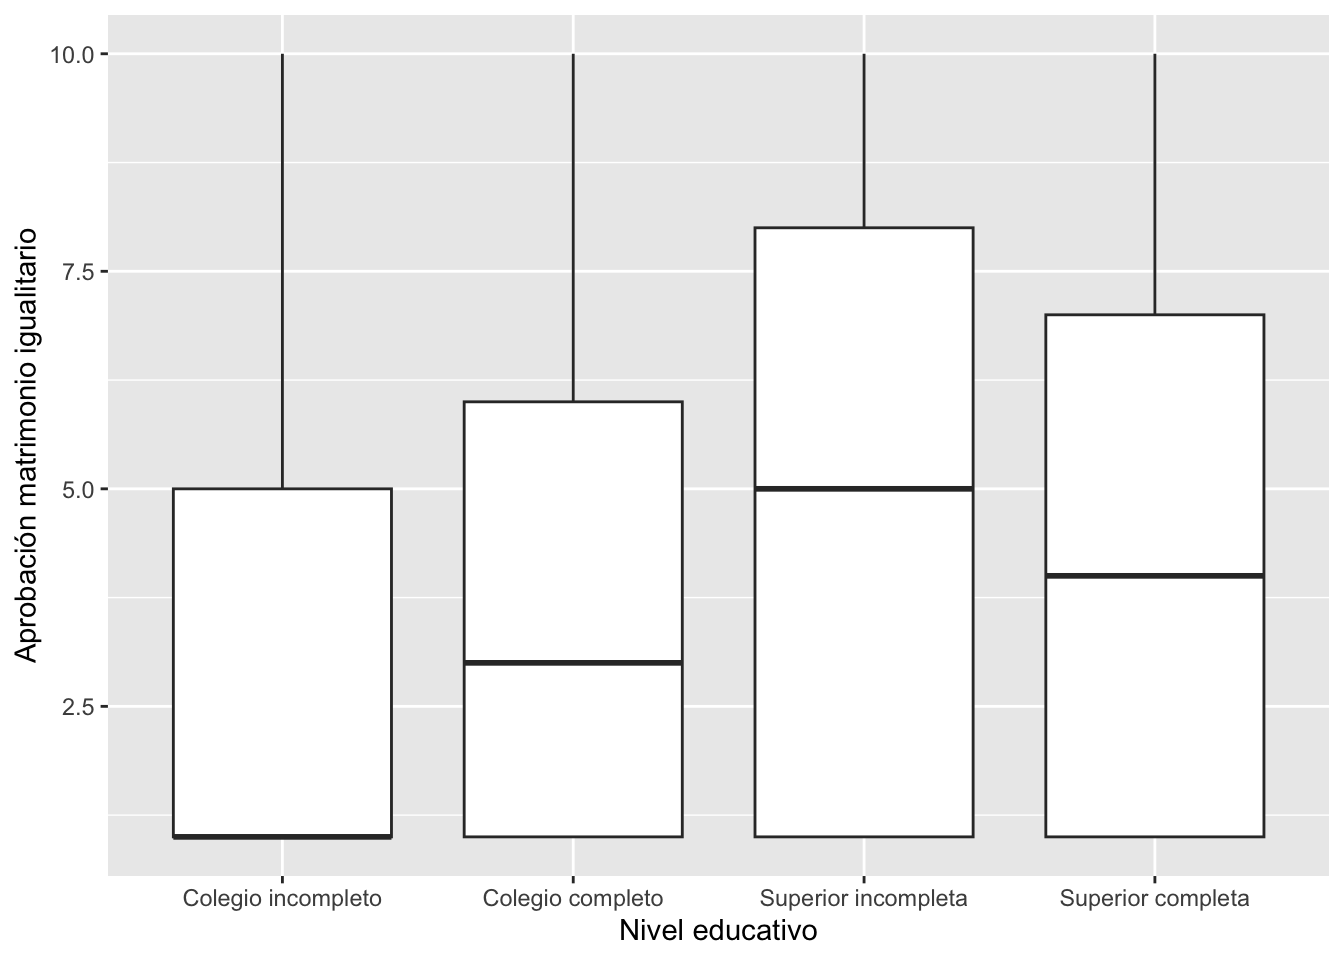 Aprobación matrimonio igualitario
10.0
7.5
5.0
2.5
Colegio incompleto
Colegio completo
Superior incompleta
Superior completa
Nivel educativo